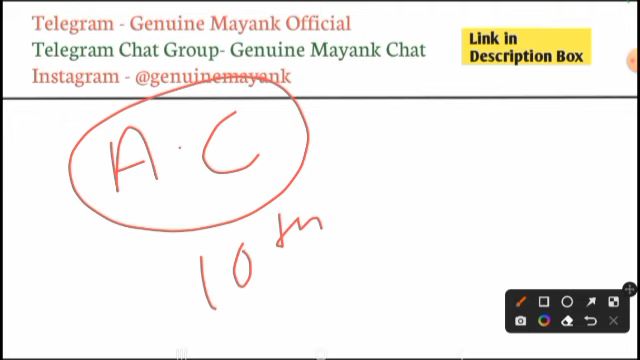 Telegram - Genuine Mayank Official
Telegram Chat Group- Genuine Mayank Chat
Instagram - @genuinemayank
Link in
Description Box
A.C
10th